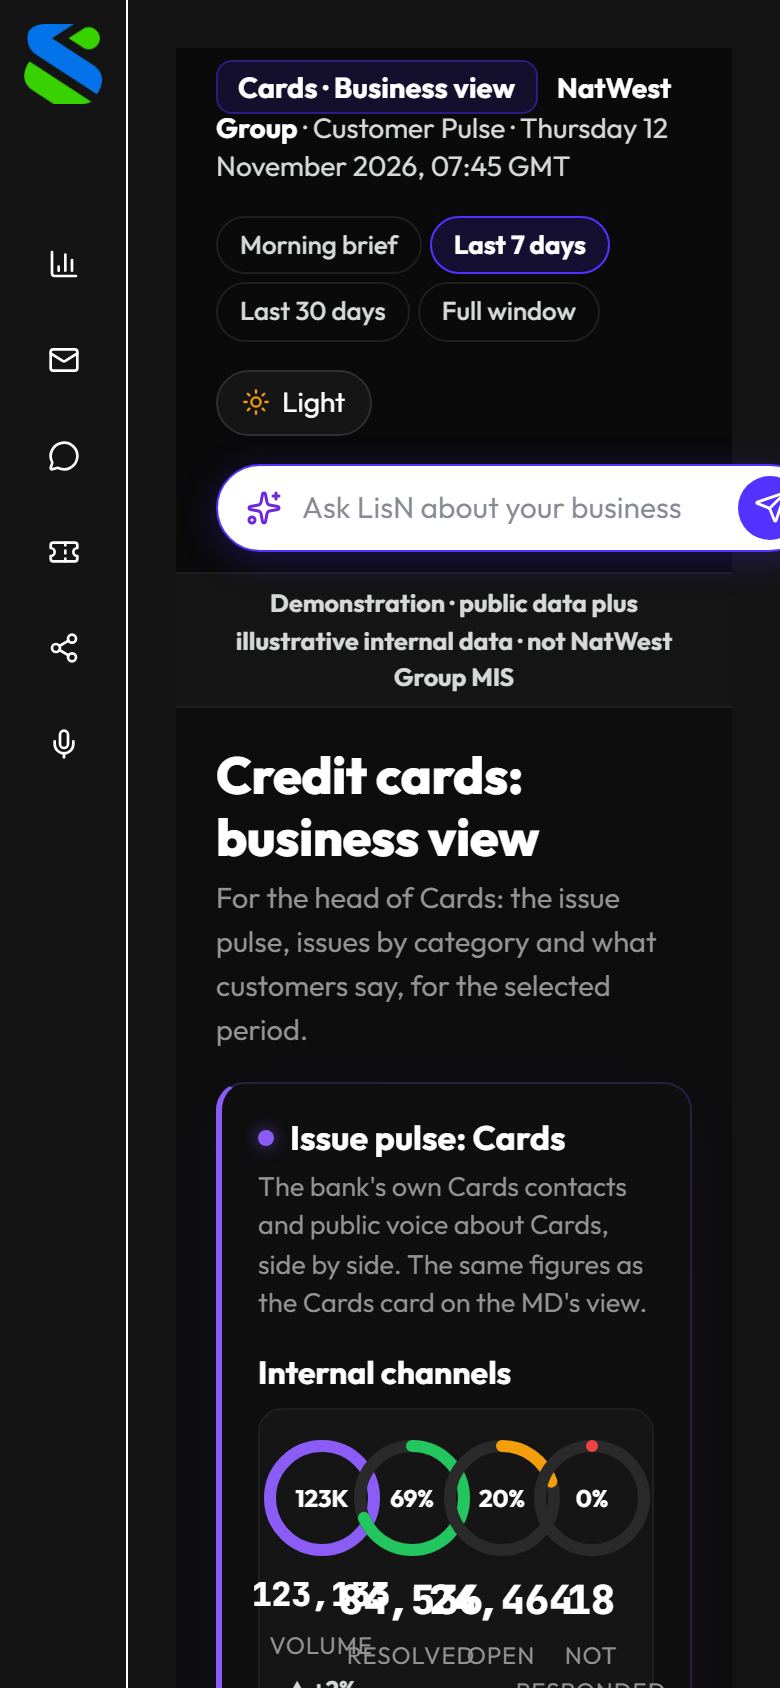 Cards · Business view NatWest
Group · Customer Pulse · Thursday 12
November 2026, 07:45 GMT
Morning brief Last 7 days
Last 30 days Full window
Light
Ask LisN about your business
Demonstration · public data plus
illustrative internal data · not NatWest
Group MIS
Credit cards:
business view
For the head of Cards: the issue
pulse, issues by category and what
customers say, for the selected
period.
Issue pulse: Cards
The bank's own Cards contacts
and public voice about Cards,
side by side. The same figures as
the Cards card on the MD's view.
Internal channels
123K 69% 20% 0%
18
VOLUME RESOLVED OPEN NOT
RESPONDED